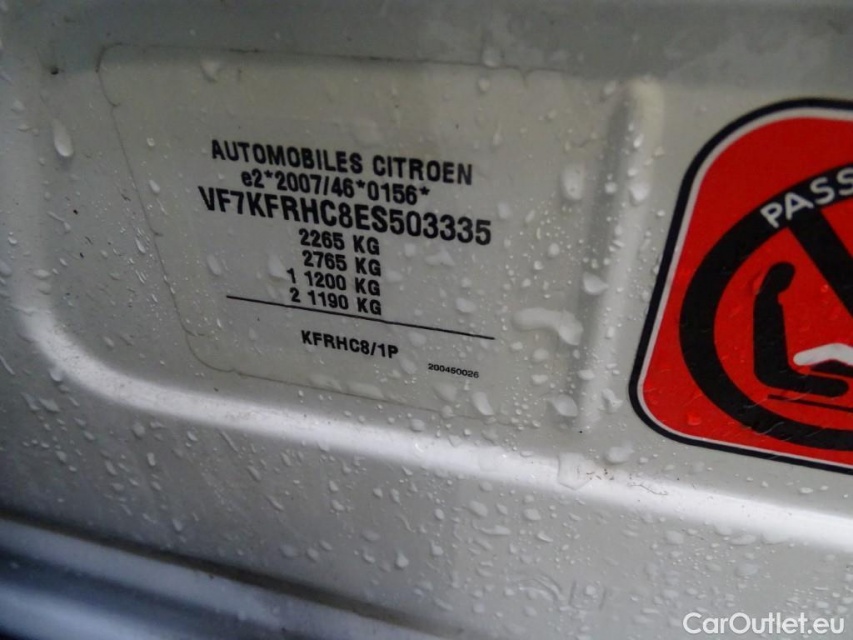 AUTOMOBILES CITROEN
e2*2007/46*0156*
VF7KFRHC8ES503335
2265 KG
2765 KG
1 1200 KG
2 1190 KG
KFRHC8/1P
200450026
PASS
CarOutlet.eu